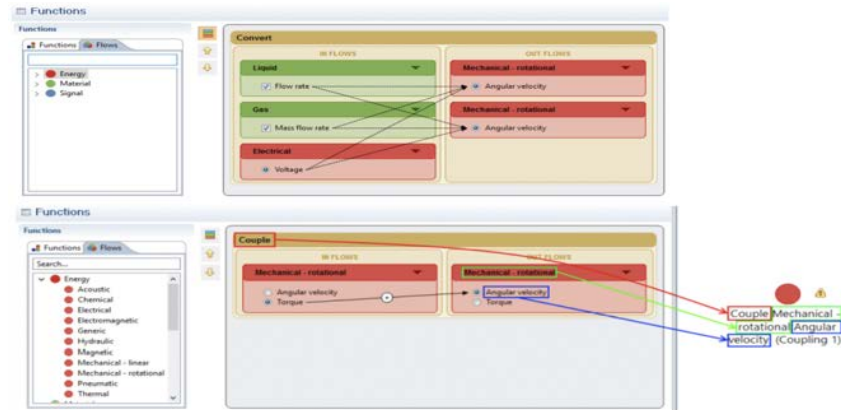 Functions
Functions
Functions
Flows
Energy
Material
Signal
Convert
IN FLOWS
OUT FLOWS
Liquid
Flow rate
Gas
Mass flow rate
Electrical
Voltage
Mechanical - rotational
Angular velocity
Mechanical - rotational
Angular velocity
Functions
Functions
Functions
Flows
Search...
Energy
Acoustic
Chemical
Electrical
Electromagnetic
Generic
Hydraulic
Magnetic
Mechanical - linear
Mechanical - rotational
Pneumatic
Thermal
Couple
IN FLOWS
OUT FLOWS
Mechanical - rotational
Angular velocity
Torque
Mechanical - rotational
Angular velocity
Torque
Couple Mechanical -
rotational Angular
velocity (Coupling 1)